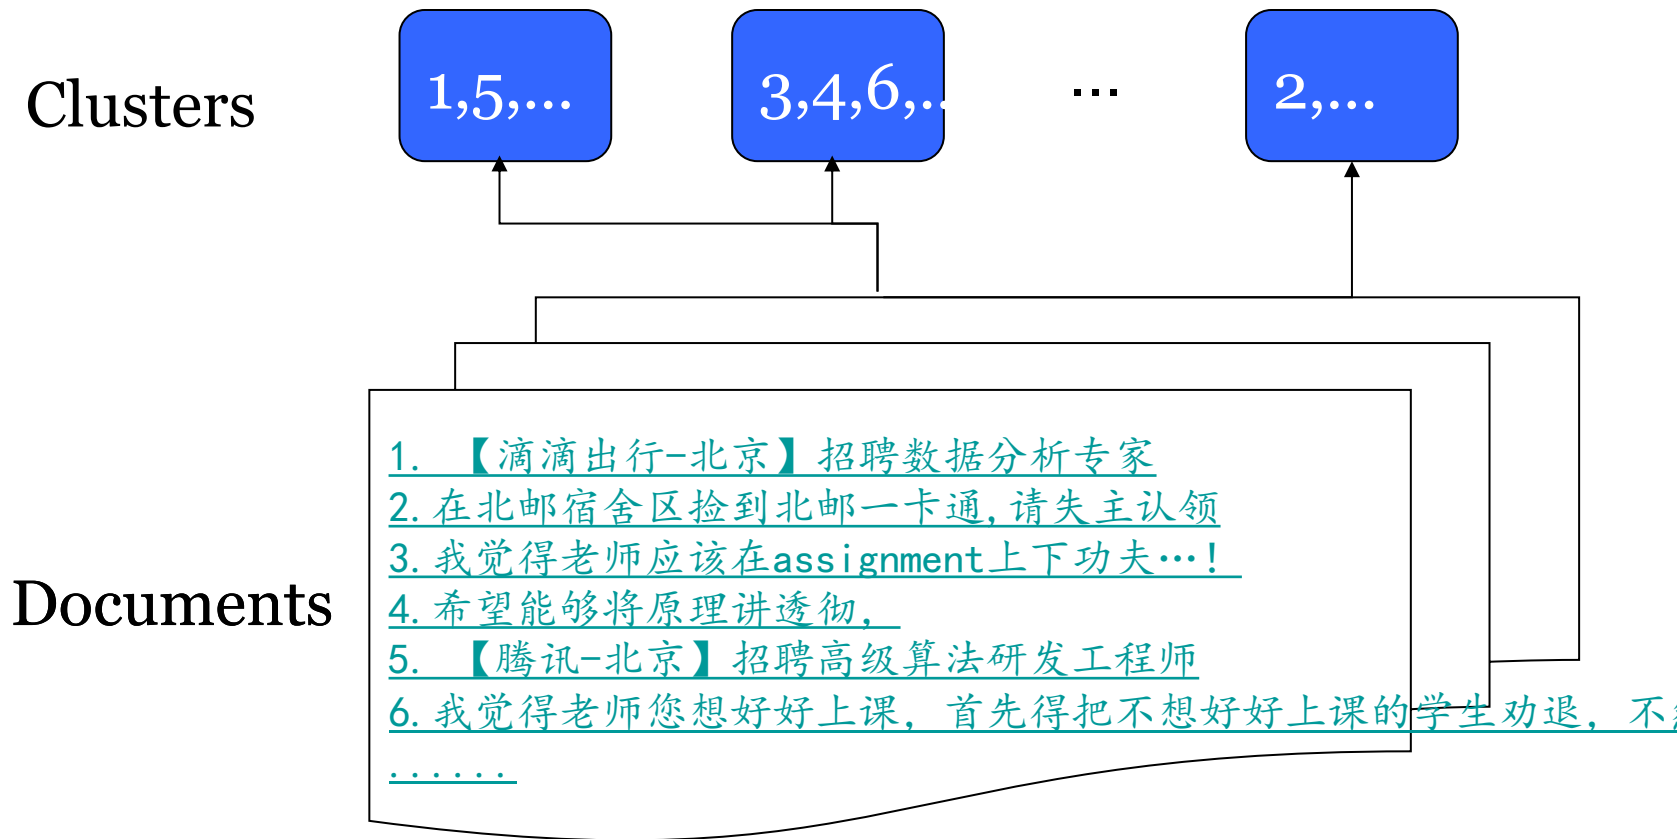 Clusters
1,5,...
3,4,6,..
...
2,...
Documents
1. 【滴滴出行-北京】招聘数据分析专家
2. 在北邮宿舍区捡到北邮一卡通,请失主认领
3. 我觉得老师应该在assignment上下功夫…!
4. 希望能够将原理讲透彻,
5. 【腾讯-北京】招聘高级算法研发工程师
6. 我觉得老师您想好好上课, 首先得把不想好好上课的学生劝退, 不
......